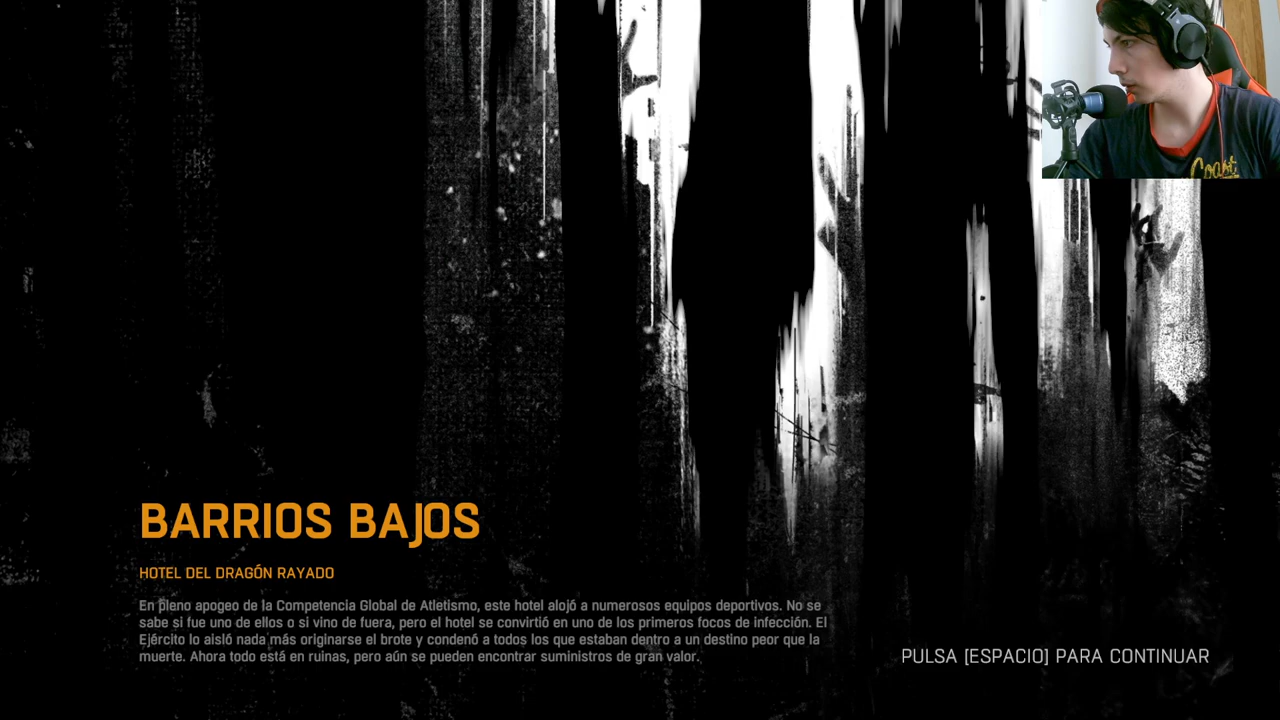 Coast
BARRIOS BAJOS
HOTEL DEL DRAGÓN RAYADO
En pleno apogeo de la Competencia Global de Atletismo, este hotel alojó a numerosos equipos deportivos. No se
sabe si fue uno de ellos o si vino de fuera, pero el hotel se convirtió en uno de los primeros focos de infección. El
Ejército lo aisló nada más originarse el brote y condenó a todos los que estaban dentro a un destino peor que la
muerte. Ahora todo está en ruinas, pero aún se pueden encontrar suministros de gran valor.
PULSA [ESPACIO] PARA CONTINUAR